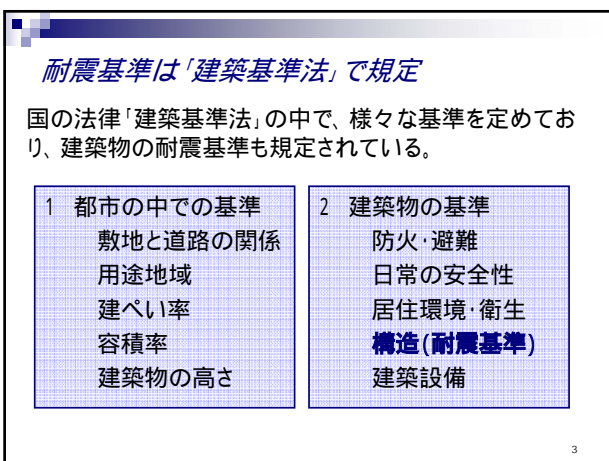 耐震基準は「建築基準法」で規定
国の法律「建築基準法」の中で、様々な基準を定めてお
り、建築物の耐震基準も規定されている。
1 都市の中での基準
敷地と道路の関係
用途地域
建ぺい率
容積率
建築物の高さ
2 建築物の基準
防火・避難
日常の安全性
居住環境・衛生
構造(耐震基準)
建築設備
3